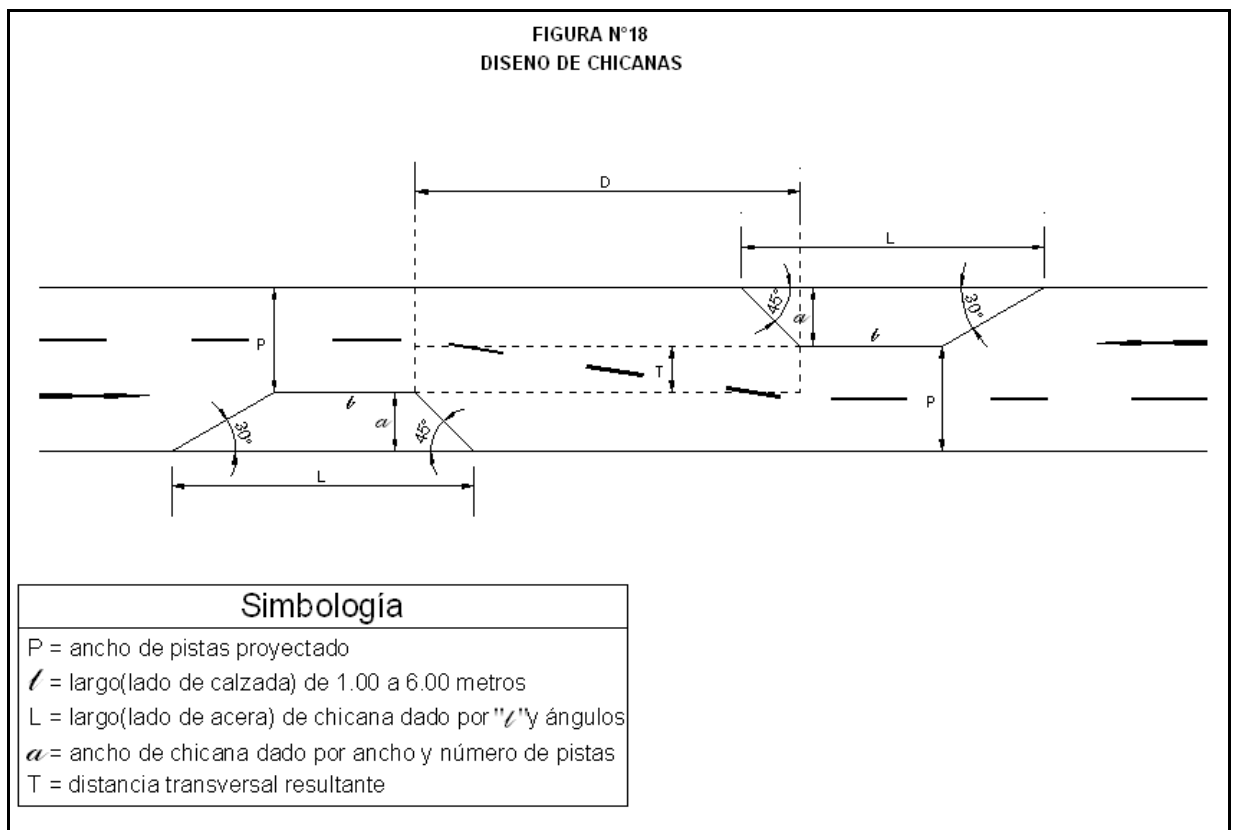 FIGURA N°18
DISENO DE CHICANAS
D
L
45°
a
30°
ℓ
P
T
ℓ
a
P
30°
45°
L
Simbología
P = ancho de pistas proyectado
ℓ = largo(lado de calzada) de 1.00 a 6.00 metros
L = largo(lado de acera) de chicana dado por "ℓ"y ángulos
a = ancho de chicana dado por ancho y número de pistas
T = distancia transversal resultante